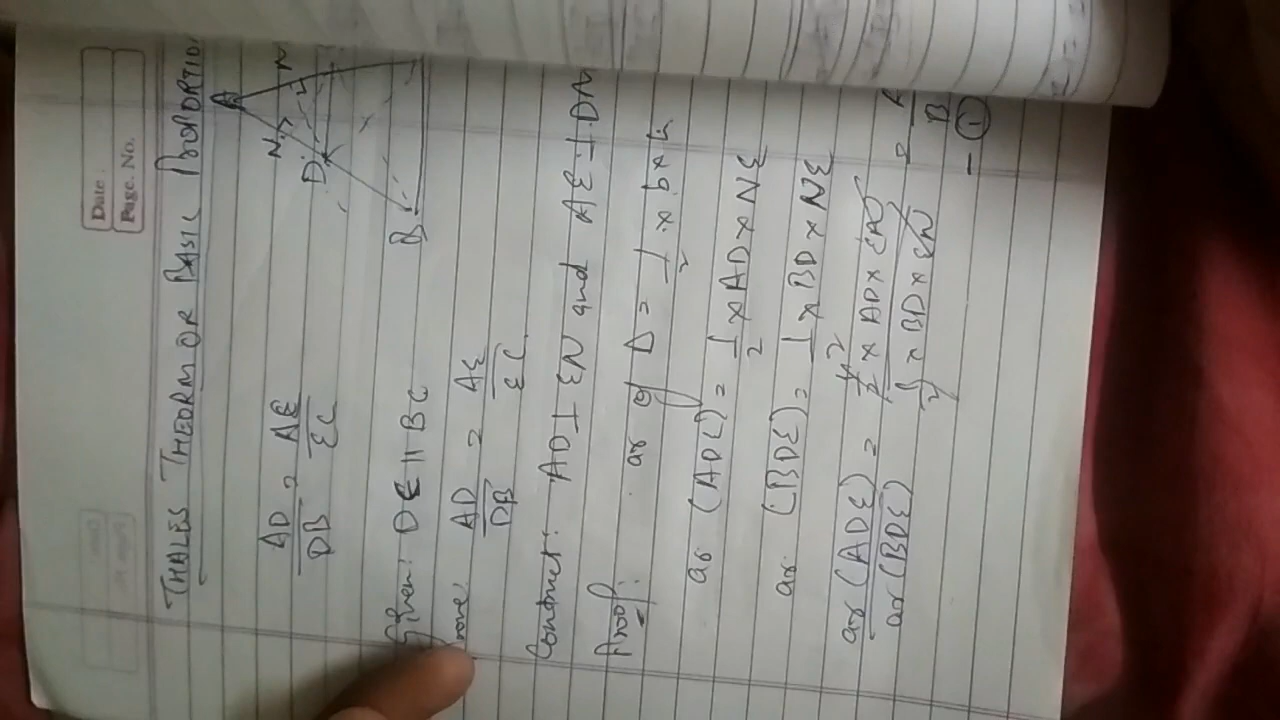 Date :
Page. No.
THALES THEORM OR BASIC PROPORTIO
AD/DB = AE/EC
A
N
D
B
Given: DE || BC
Prove: AD/DB = AE/EC
Construct: AD ⊥ EN and AE ⊥ DM
Proof: ar of Δ = 1/2 × b × h
ar (ADE) = 1/2 × AD × NE
ar (BDE) = 1/2 × BD × NE
ar (ADE)/ar (BDE) = 1/2 × AD × EN / 1/2 × BD × EN =
— ①